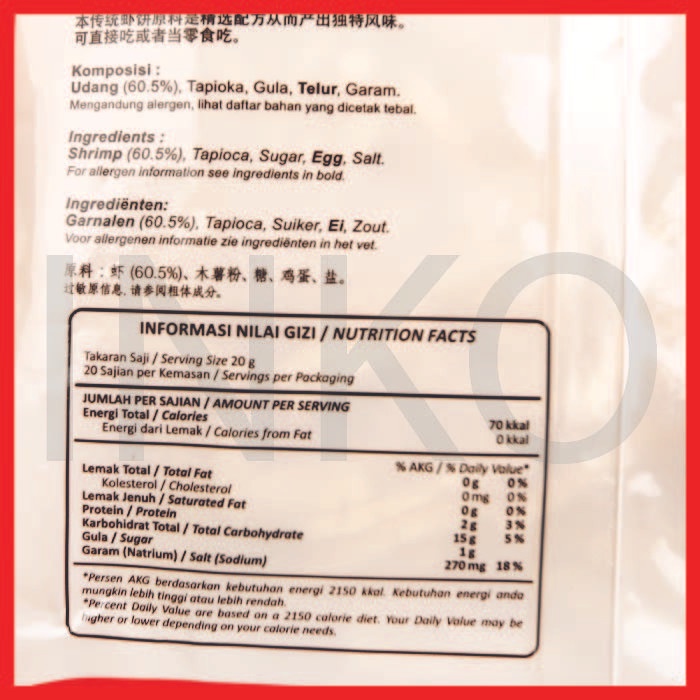 本传统虾饼原料是精选配方从而产出独特风味。
可直接吃或者当零食吃。
Komposisi :
Udang (60.5%), Tapioka, Gula, Telur, Garam.
Mengandung alergen, lihat daftar bahan yang dicetak tebal.
Ingredients :
Shrimp (60.5%), Tapioca, Sugar, Egg, Salt.
For allergen information see ingredients in bold.
Ingrediënten:
Garnalen (60.5%), Tapioca, Suiker, Ei, Zout.
Voor allergenen informatie zie ingrediënten in het vet.
原料：虾 (60.5%)、木薯粉、糖、鸡蛋、盐。
过敏原信息，请参阅粗体成分。
INKO
INFORMASI NILAI GIZI / NUTRITION FACTS
Takaran Saji / Serving Size 20 g
20 Sajian per Kemasan / Servings per Packaging
JUMLAH PER SAJIAN / AMOUNT PER SERVING
Energi Total / Calories 70 kkal
Energi dari Lemak / Calories from Fat 0 kkal
% AKG / % Daily Value*
Lemak Total / Total Fat 0 g 0 %
Kolesterol / Cholesterol 0 mg 0 %
Lemak Jenuh / Saturated Fat 0 g 0 %
Protein / Protein 2 g 3 %
Karbohidrat Total / Total Carbohydrate 15 g 5 %
Gula / Sugar 1 g
Garam (Natrium) / Salt (Sodium) 270 mg 18 %
*Persen AKG berdasarkan kebutuhan energi 2150 kkal. Kebutuhan energi anda
mungkin lebih tinggi atau lebih rendah.
*Percent Daily Value are based on a 2150 calorie diet. Your Daily Value may be
higher or lower depending on your calorie needs.